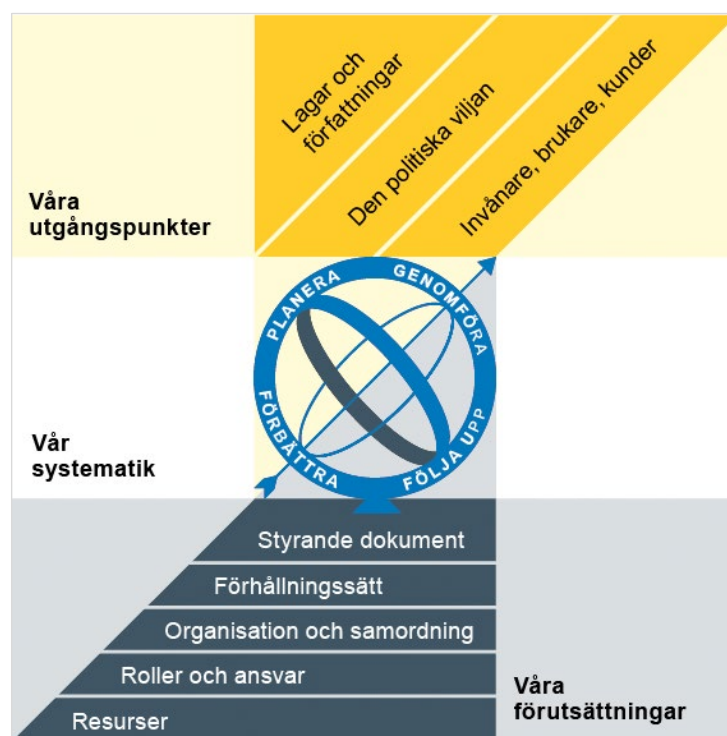 Lagar och
författningar
Den politiska viljan
Invånare, brukare, kunder
Våra
utgångspunkter
PLANERA
GENOMFÖRA
FÖRBÄTTRA
FÖLJA UPP
Vår
systematik
Styrande dokument
Förhållningssätt
Organisation och samordning
Roller och ansvar
Resurser
Våra
förutsättningar